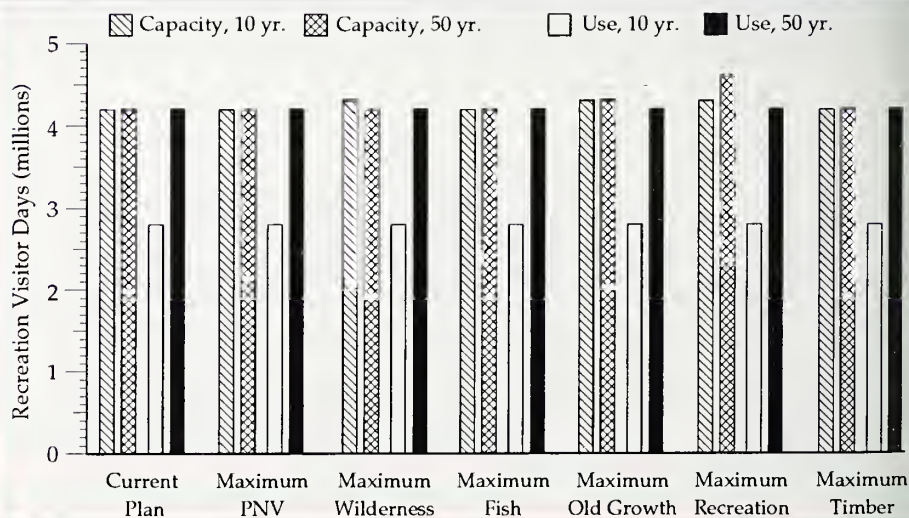 Capacity, 10 yr. Capacity, 50 yr. Use, 10 yr. Use, 50 yr.
Recreation Visitor Days (millions)
5
4
3
2
1
0
Current Plan
Maximum PNV
Maximum Wilderness
Maximum Fish
Maximum Old Growth
Maximum Recreation
Maximum Timber